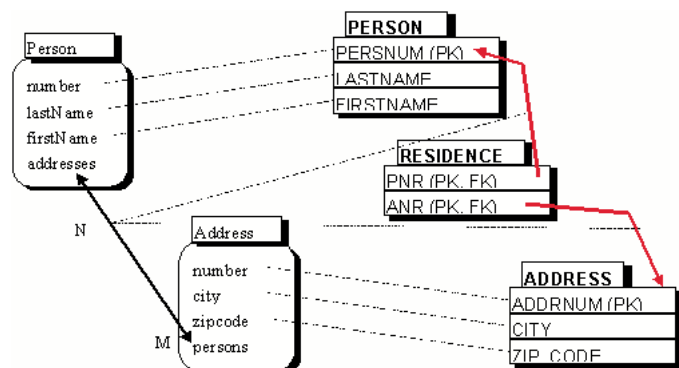 Person
number
lastName
firstName
addresses
PERSON
PERSNUM (PK)
LASTNAME
FIRSTNAME
RESIDENCE
PNR (PK, FK)
ANR (PK, FK)
N
Address
number
city
zipcode
persons
M
ADDRESS
ADDRNUM (PK)
CITY
ZIP_CODE